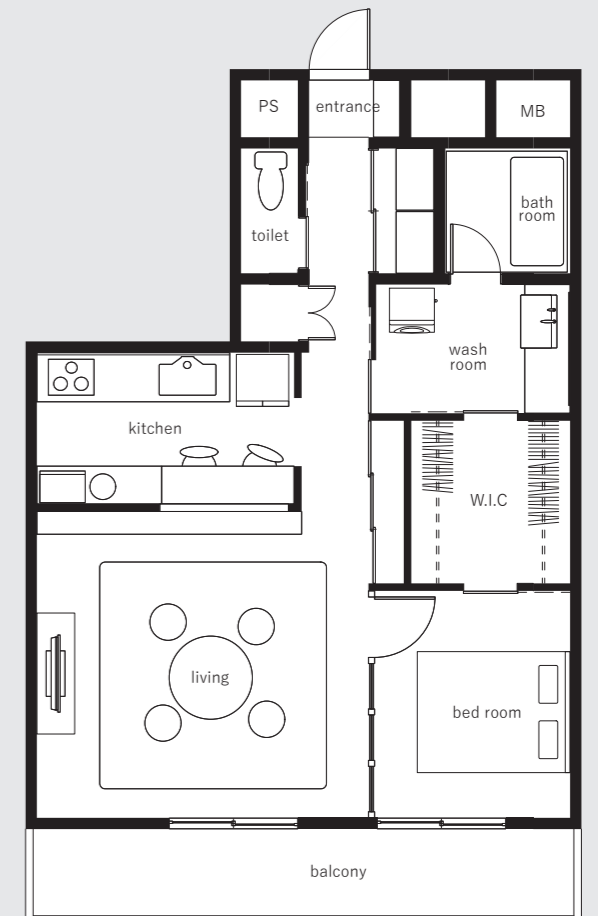 PS
entrance
MB
toilet
bath
room
wash
room
kitchen
W.I.C
living
bed room
balcony